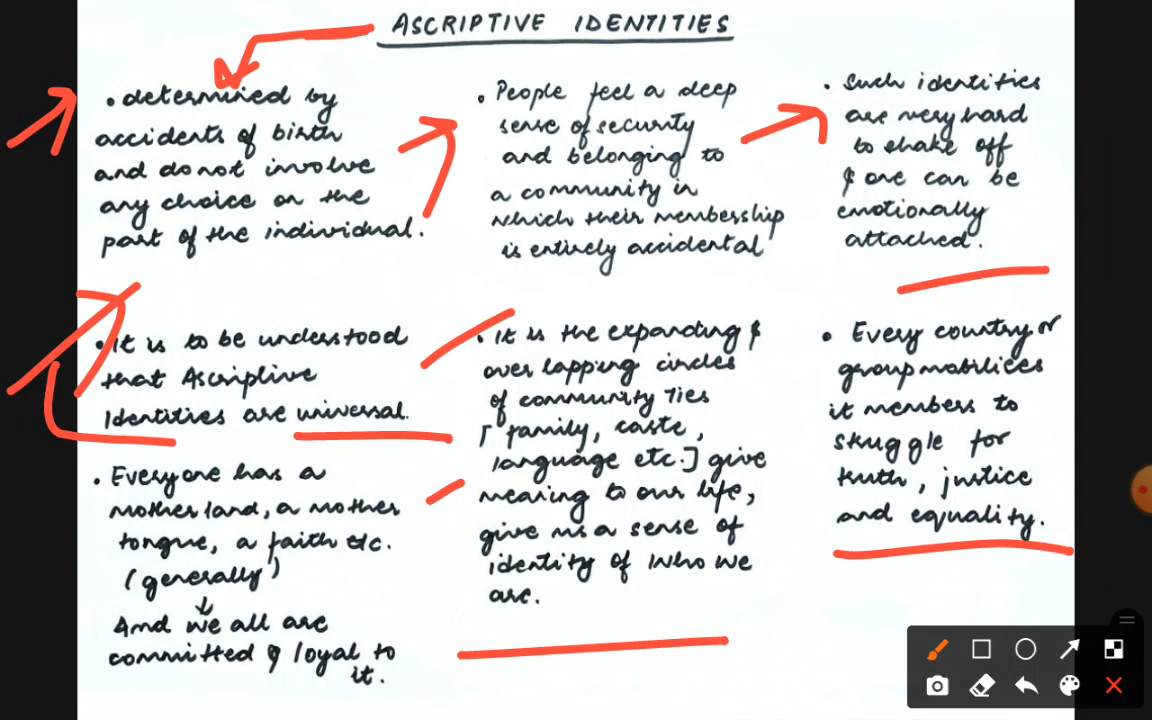 ASCRIPTIVE IDENTITIES
• determined by
accidents of birth
and do not involve
any choice on the
part of the individual.
• People feel a deep
sense of security
and belonging to
a community in
which their membership
is entirely accidental
• Such identities
are very hard
to shake off
& one can be
emotionally
attached.
• It is to be understood
that Ascriptive
Identities are universal.
• Everyone has a
mother land, a mother
tongue, a faith etc.
(generally)
And we all are
committed & loyal to
it.
• It is the expanding &
over lapping circles
of community Ties
[family, caste,
language etc.] give
meaning to our life,
give us a sense of
identity of who we
are.
• Every country or
group mobilices
it members to
struggle for
truth, justice
and equality.